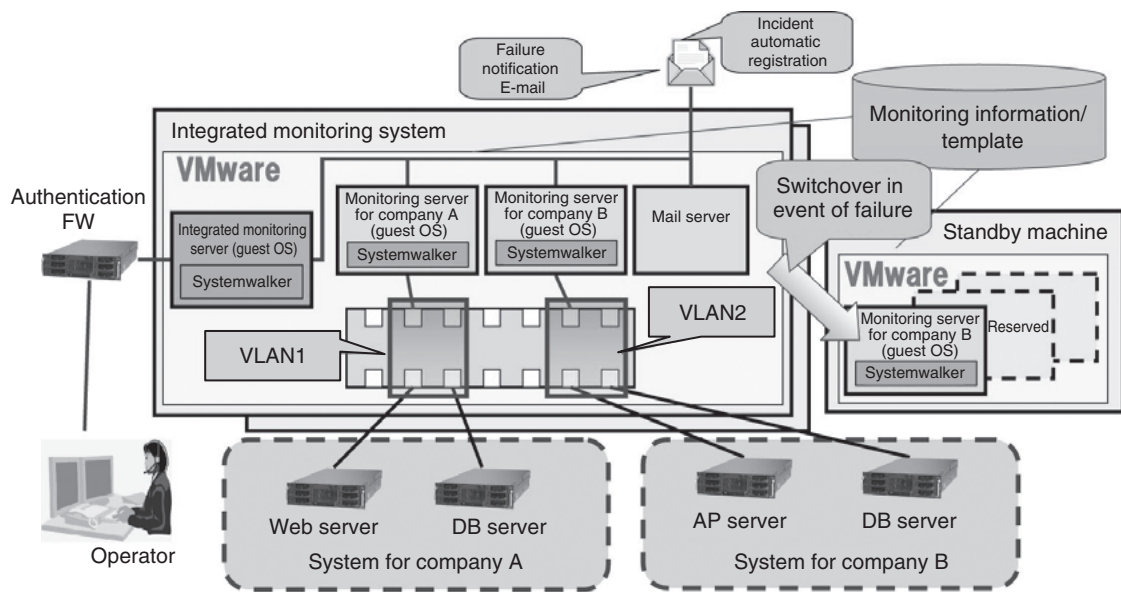 Failure
notification
E-mail
Incident
automatic
registration
Integrated monitoring system
Monitoring information/
template
VMware
Authentication
FW
Integrated monitoring
server (guest OS)
Systemwalker
Monitoring server
for company A
(guest OS)
Systemwalker
Monitoring server
for company B
(guest OS)
Systemwalker
Mail server
Switchover in
event of failure
Standby machine
VMware
Monitoring server
for company B
(guest OS)
Systemwalker
Reserved
VLAN1
VLAN2
Operator
Web server
DB server
System for company A
AP server
DB server
System for company B